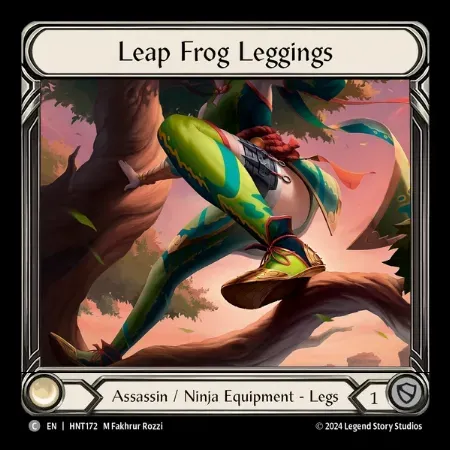 Leap Frog Leggings
Assassin / Ninja Equipment - Legs 1
C EN | HNT172 M Fakhrur Rozzi © 2024 Legend Story Studios